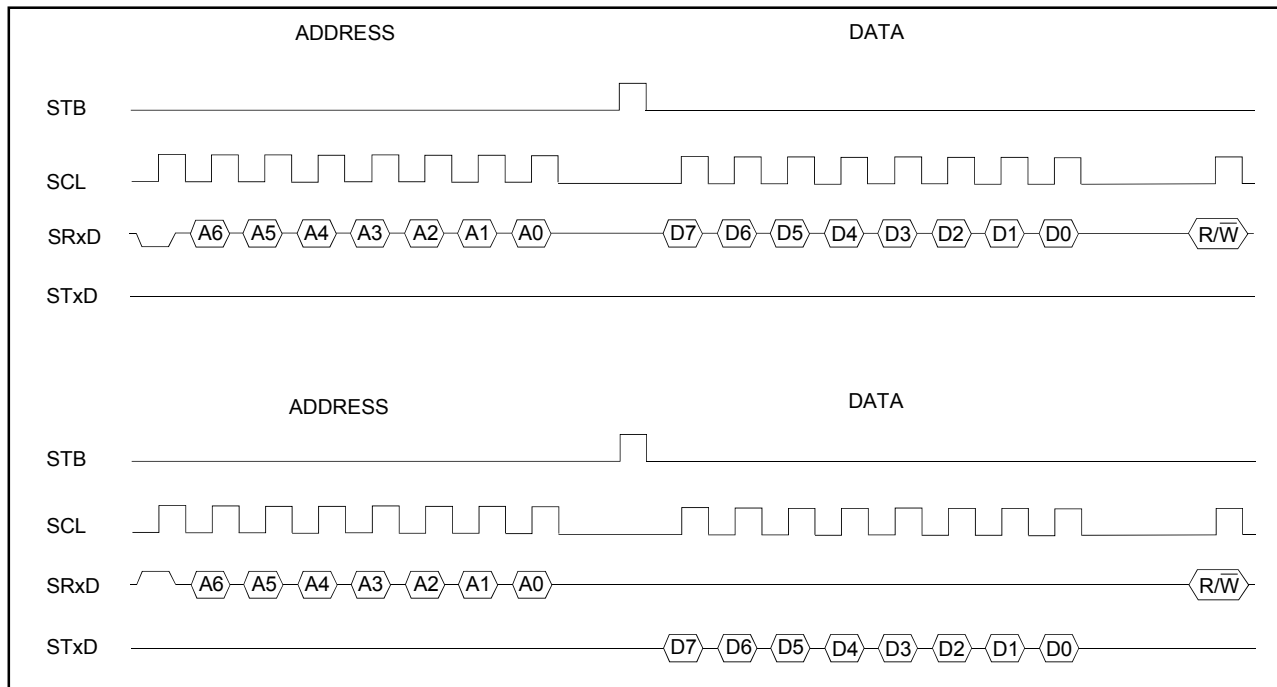 ADDRESS DATA
STB
SCL
SRxD A6 A5 A4 A3 A2 A1 A0 D7 D6 D5 D4 D3 D2 D1 D0 R/W̅
STxD
ADDRESS DATA
STB
SCL
SRxD A6 A5 A4 A3 A2 A1 A0 R/W̅
STxD D7 D6 D5 D4 D3 D2 D1 D0